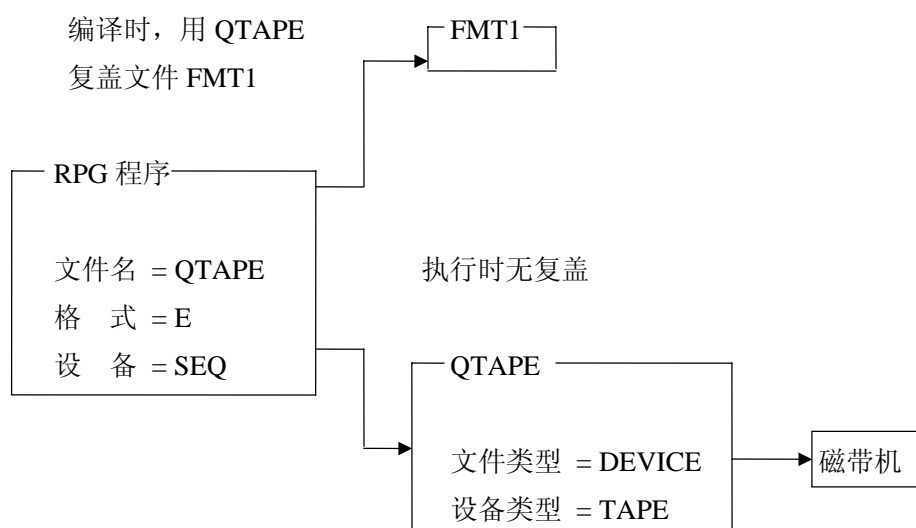 编译时，用 QTAPE
复盖文件 FMT1
FMT1
RPG 程序
文件名 = QTAPE
格 式 = E
设 备 = SEQ
执行时无复盖
QTAPE
文件类型 = DEVICE
设备类型 = TAPE
磁带机